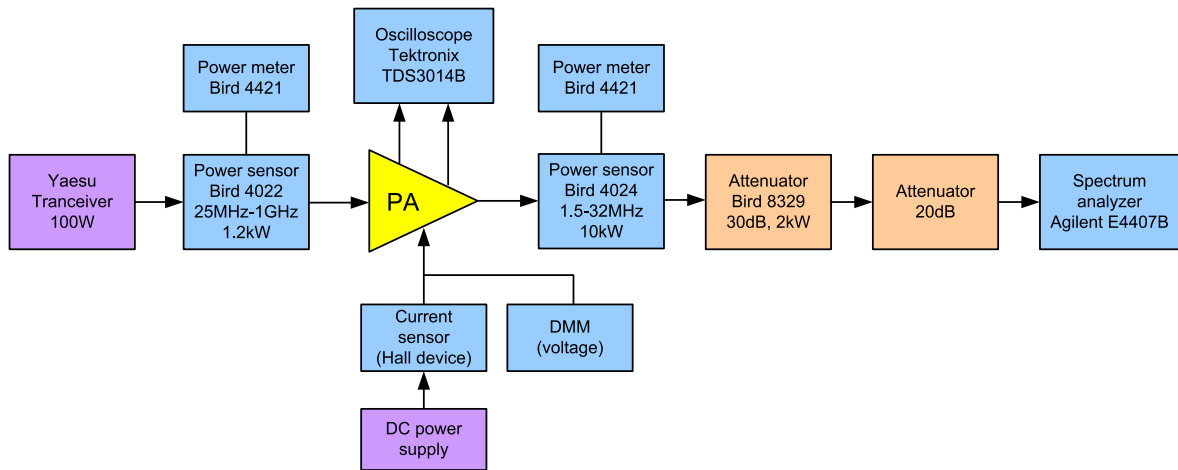 Oscilloscope
Tektronix
TDS3014B
Power meter
Bird 4421
Power meter
Bird 4421
Yaesu
Tranceiver
100W
Power sensor
Bird 4022
25MHz-1GHz
1.2kW
PA
Power sensor
Bird 4024
1.5-32MHz
10kW
Attenuator
Bird 8329
30dB, 2kW
Attenuator
20dB
Spectrum
analyzer
Agilent E4407B
Current
sensor
(Hall device)
DMM
(voltage)
DC power
supply